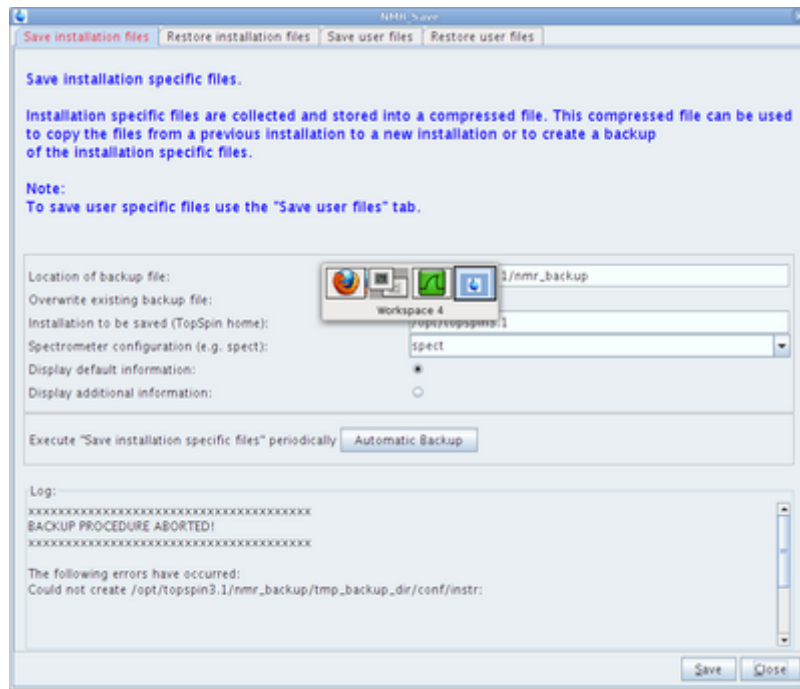 NMR_Save
Save installation files Restore installation files Save user files Restore user files
Save installation specific files.
Installation specific files are collected and stored into a compressed file. This compressed file can be used
to copy the files from a previous installation to a new installation or to create a backup
of the installation specific files.
Note:
To save user specific files use the "Save user files" tab.
Location of backup file: 1/nmr_backup
Overwrite existing backup file:
Workspace 4
Installation to be saved (TopSpin home): /opt/topspin3.1
Spectrometer configuration (e.g. spect): spect
Display default information:
Display additional information:
Execute "Save installation specific files" periodically Automatic Backup
Log:
xxxxxxxxxxxxxxxxxxxxxxxxxxxxxxxxxxxxxxx
BACKUP PROCEDURE ABORTED!
xxxxxxxxxxxxxxxxxxxxxxxxxxxxxxxxxxxxxxx
The following errors have occurred:
Could not create /opt/topspin3.1/nmr_backup/tmp_backup_dir/conf/instr:
Save Close